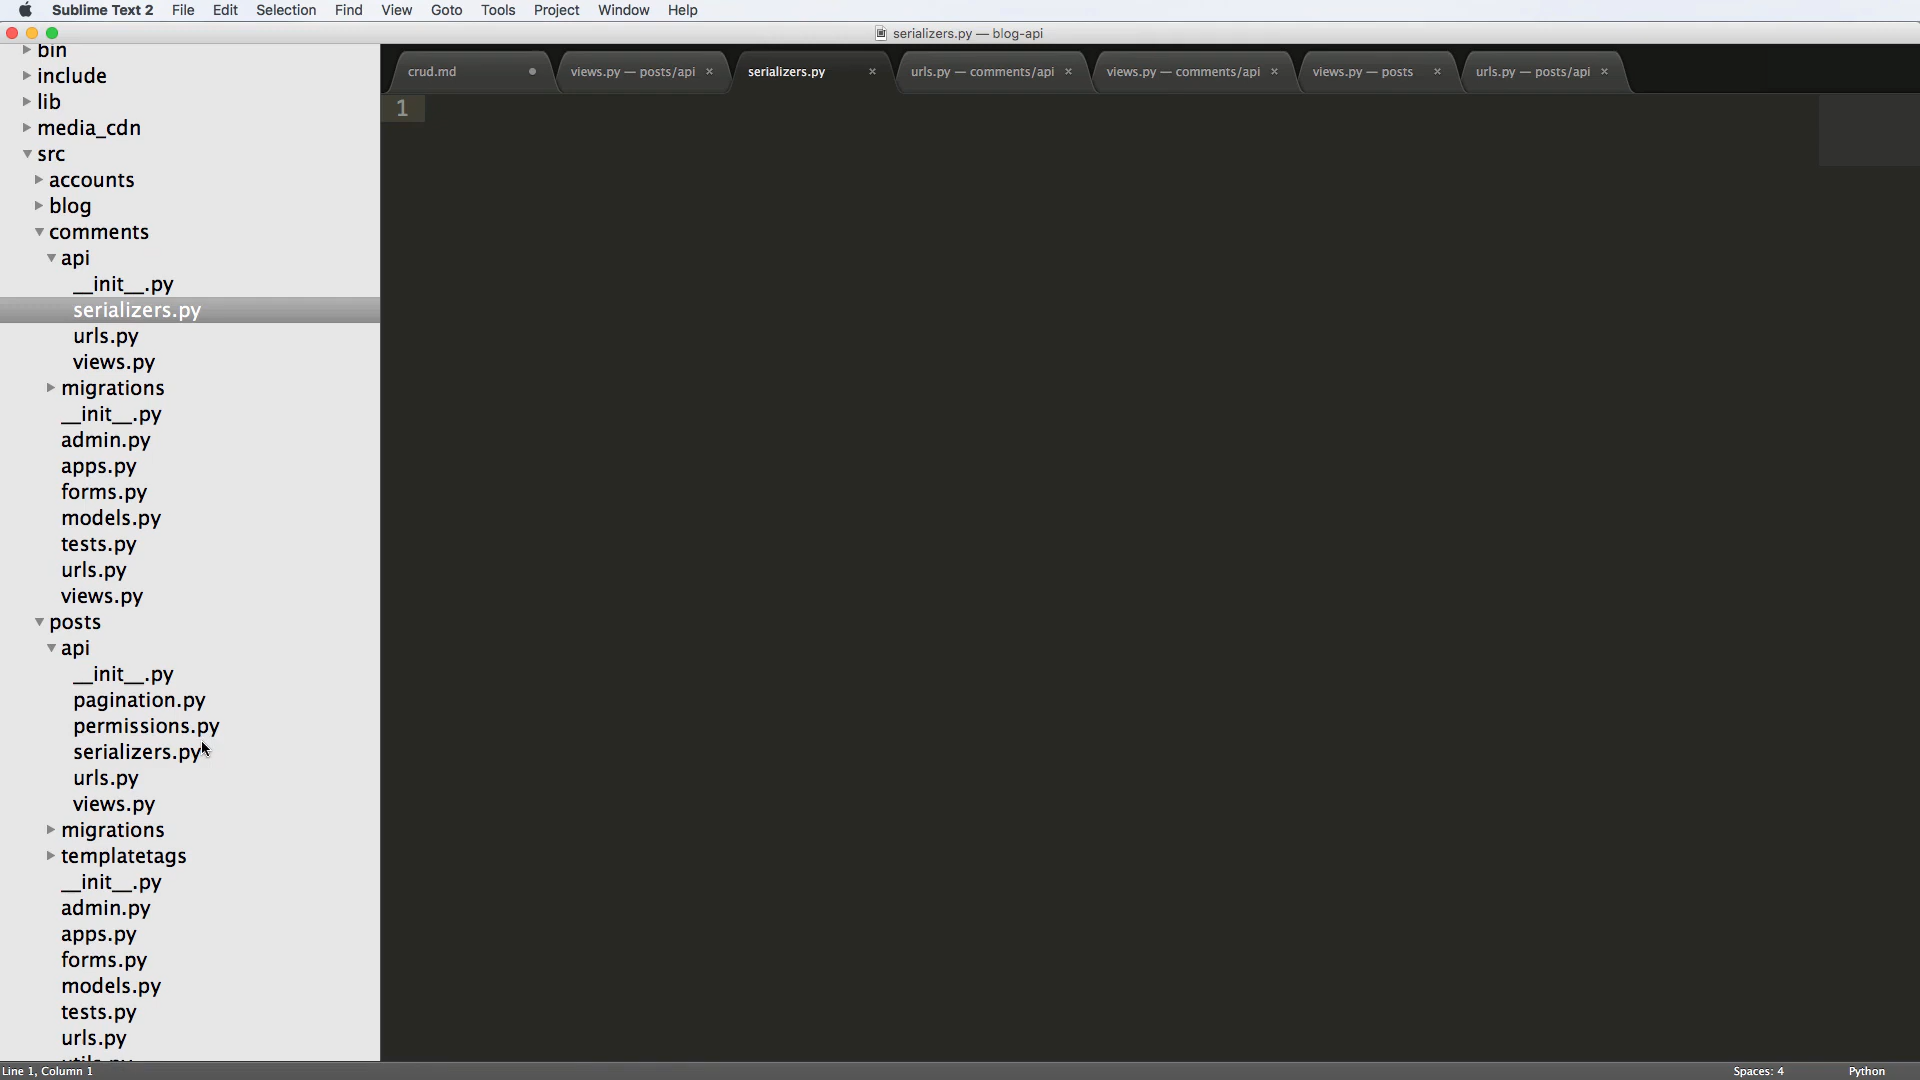 Sublime Text 2 File Edit Selection Find View Goto Tools Project Window Help
serializers.py — blog-api
crud.md views.py — posts/api serializers.py urls.py — comments/api views.py — comments/api views.py — posts urls.py — posts/api
1
bin
include
lib
media_cdn
src
accounts
blog
comments
api
__init__.py
serializers.py
urls.py
views.py
migrations
__init__.py
admin.py
apps.py
forms.py
models.py
tests.py
urls.py
views.py
posts
api
__init__.py
pagination.py
permissions.py
serializers.py
urls.py
views.py
migrations
templatetags
__init__.py
admin.py
apps.py
forms.py
models.py
tests.py
urls.py
utils.py
Line 1, Column 1 Spaces: 4 Python